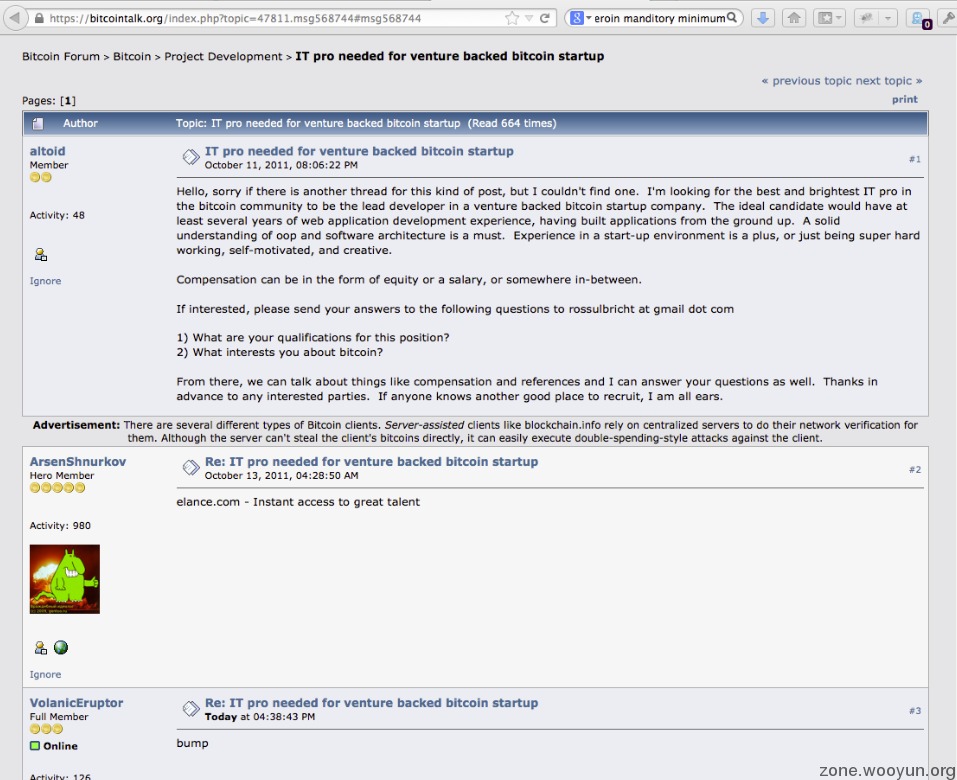 https://bitcointalk.org/index.php?topic=47811.msg568744#msg568744
eroin manditory minimum
0
Bitcoin Forum > Bitcoin > Project Development > IT pro needed for venture backed bitcoin startup
« previous topic next topic »
Pages: [1]
print
Author Topic: IT pro needed for venture backed bitcoin startup (Read 664 times)
altoid
Member
Activity: 48
Ignore
IT pro needed for venture backed bitcoin startup
October 11, 2011, 08:06:22 PM
#1
Hello, sorry if there is another thread for this kind of post, but I couldn't find one. I'm looking for the best and brightest IT pro in
the bitcoin community to be the lead developer in a venture backed bitcoin startup company. The ideal candidate would have at
least several years of web application development experience, having built applications from the ground up. A solid
understanding of oop and software architecture is a must. Experience in a start-up environment is a plus, or just being super hard
working, self-motivated, and creative.
Compensation can be in the form of equity or a salary, or somewhere in-between.
If interested, please send your answers to the following questions to rossulbricht at gmail dot com
1) What are your qualifications for this position?
2) What interests you about bitcoin?
From there, we can talk about things like compensation and references and I can answer your questions as well. Thanks in
advance to any interested parties. If anyone knows another good place to recruit, I am all ears.
Advertisement: There are several different types of Bitcoin clients. Server-assisted clients like blockchain.info rely on centralized servers to do their network verification for
them. Although the server can't steal the client's bitcoins directly, it can easily execute double-spending-style attacks against the client.
ArsenShnurkov
Hero Member
Activity: 980
Ignore
Re: IT pro needed for venture backed bitcoin startup
October 13, 2011, 04:28:50 AM
#2
elance.com - Instant access to great talent
VolanicEruptor
Full Member
Online
Activity: 126
Re: IT pro needed for venture backed bitcoin startup
Today at 04:38:43 PM
#3
bump
zone.wooyun.org